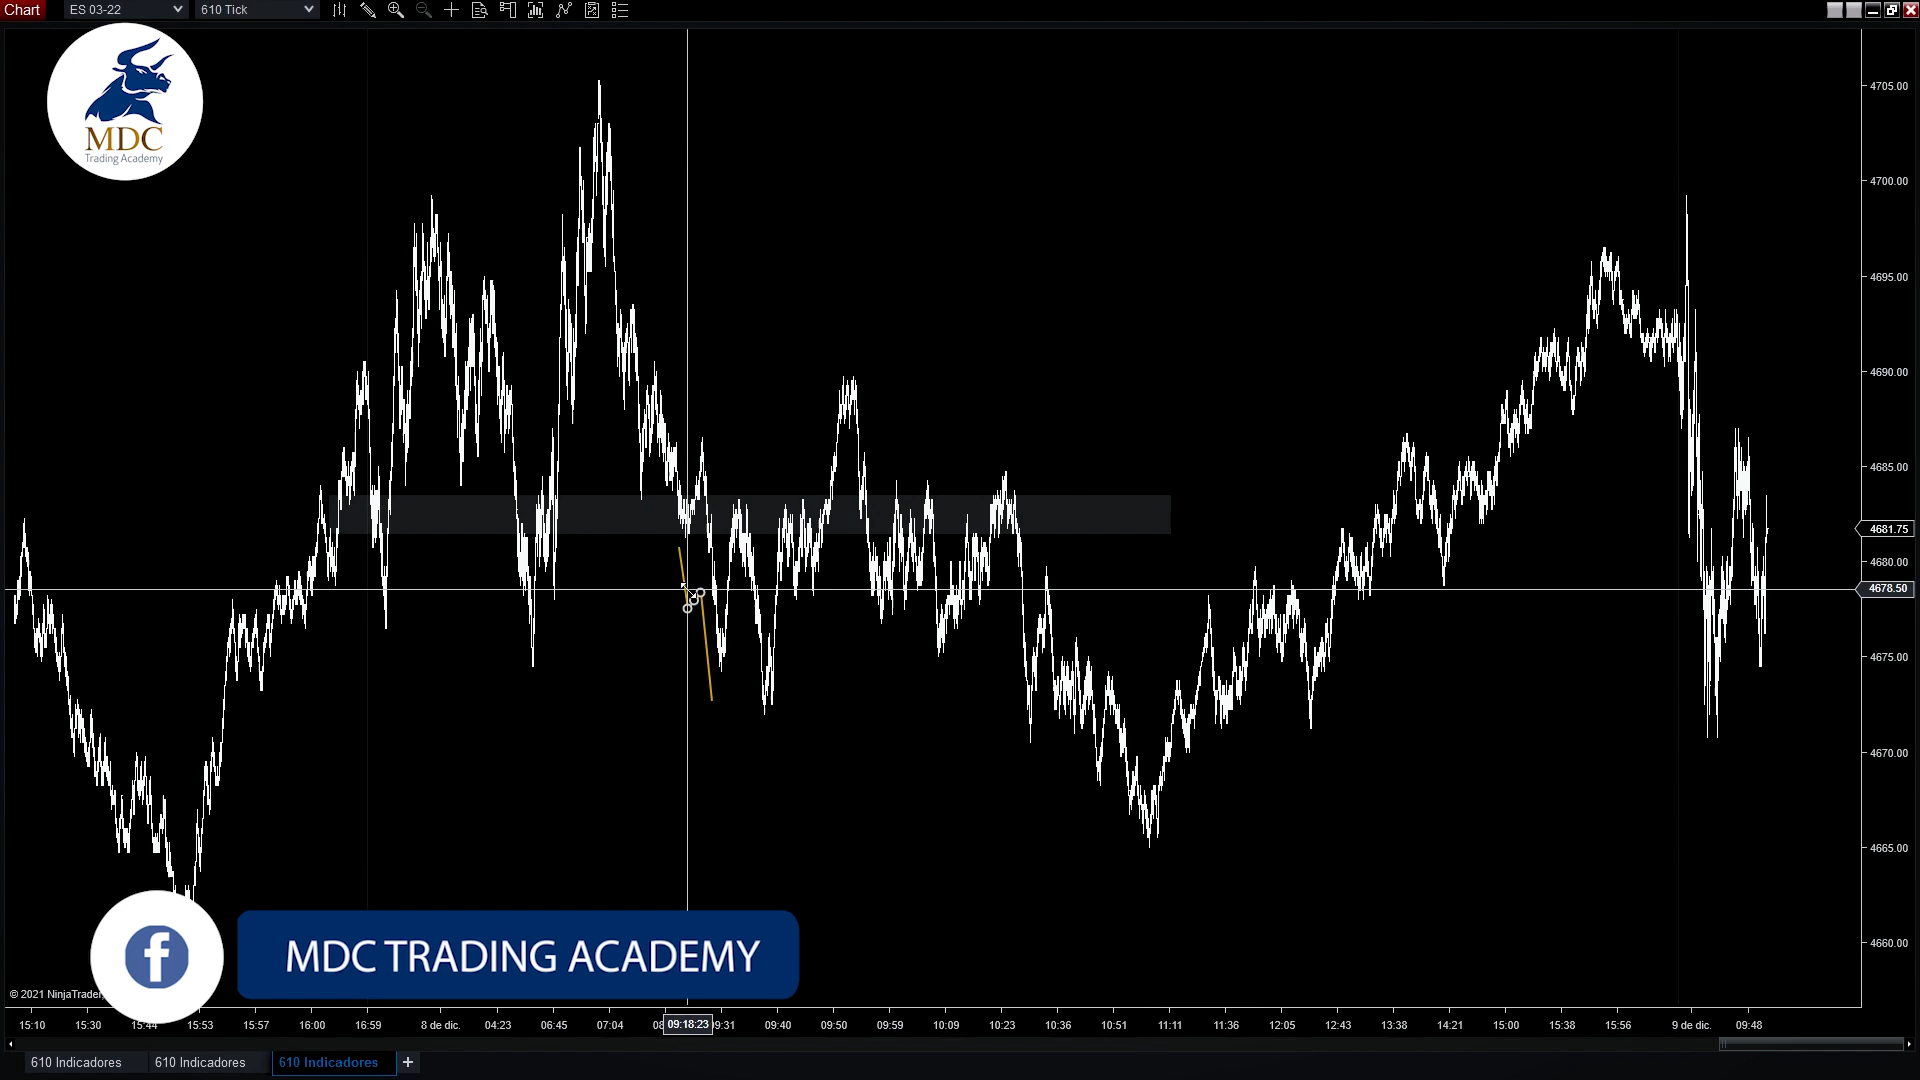 Chart ES 03-22 610 Tick
MDC
Trading Academy
4705.00
4700.00
4695.00
4690.00
4685.00
4681.75
4680.00
4678.50
4675.00
4670.00
4665.00
4660.00
MDC TRADING ACADEMY
© 2021 NinjaTrader,
15:10 15:30 15:44 15:53 15:57 16:00 16:59 8 de dic. 04:23 06:45 07:04 09:18:23 09:40 09:50 09:59 10:09 10:23 10:36 10:51 11:11 11:36 12:05 12:43 13:38 14:21 15:00 15:38 15:56 9 de dic. 09:48
610 Indicadores 610 Indicadores 610 Indicadores +